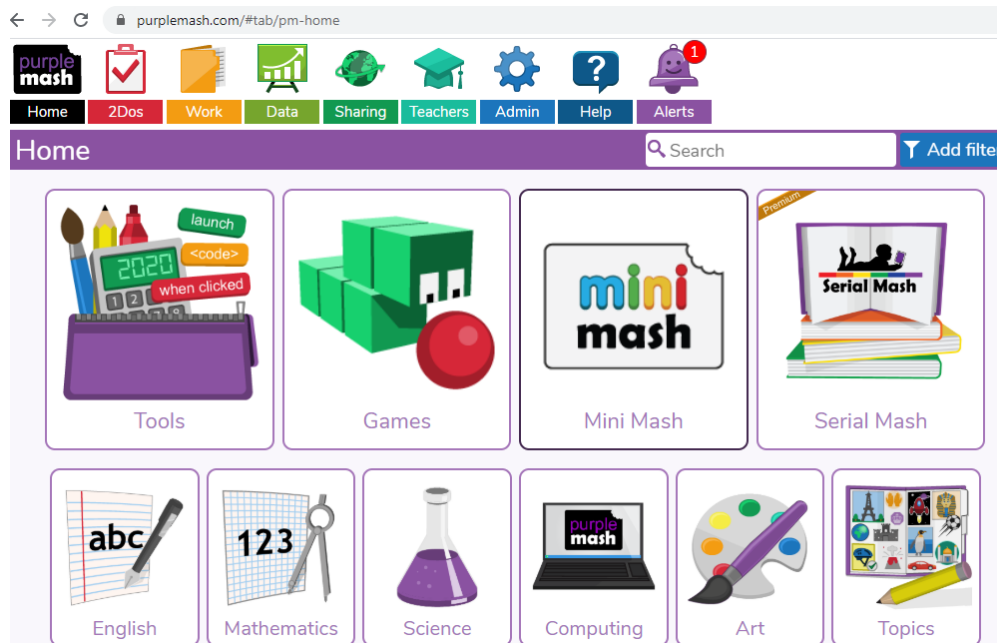 purplemash.com/#tab/pm-home
purple
mash
1
?
Home
2Dos
Work
Data
Sharing
Teachers
Admin
Help
Alerts
Home
Search
Add filte
launch
2020
<code>
when clicked
1 2
Tools
Games
mini
mash
Mini Mash
Premium
Serial Mash
Serial Mash
abc
English
123
Mathematics
Science
purple
mash
Computing
Art
Topics